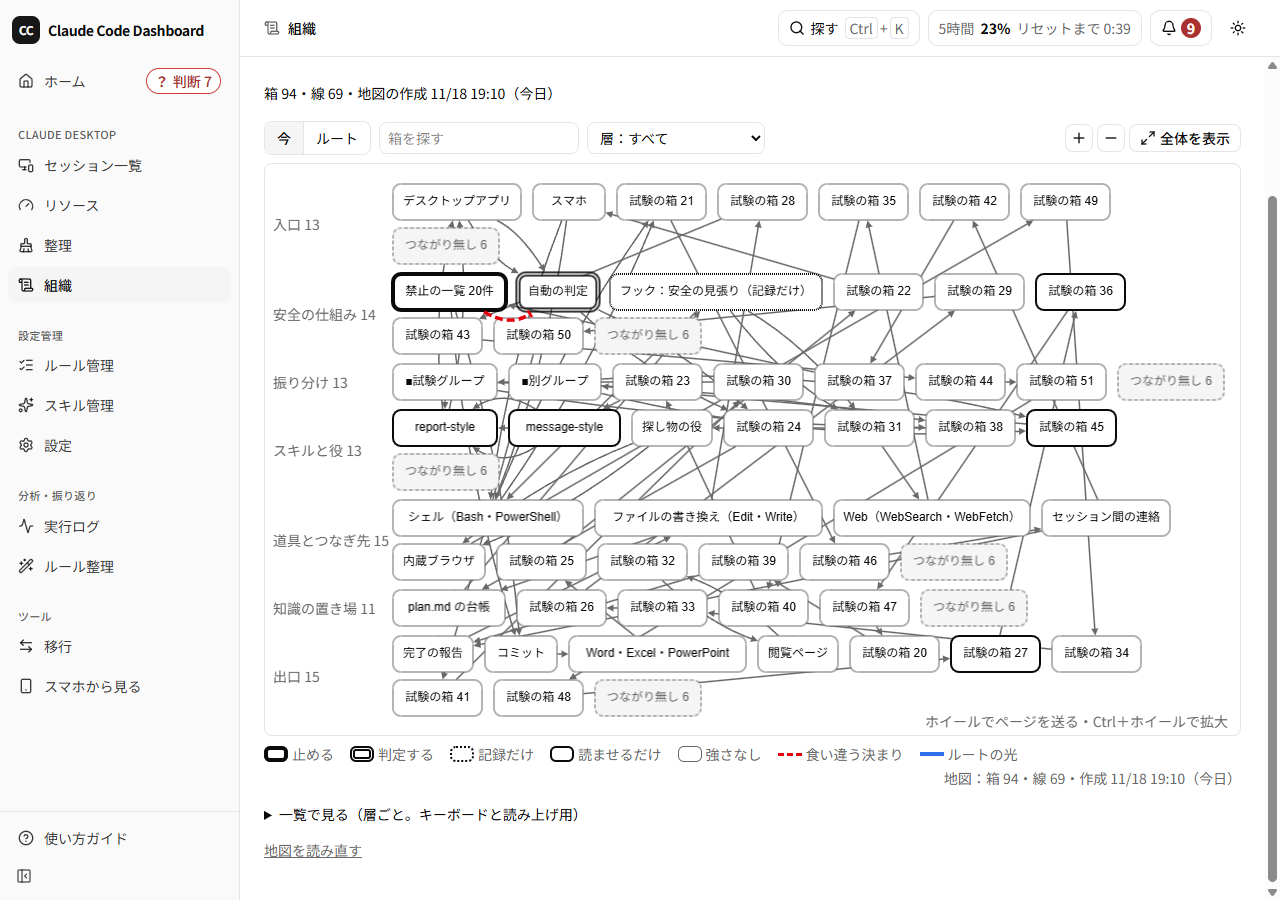 CC Claude Code Dashboard
ホーム
? 判断 7
CLAUDE DESKTOP
セッション一覧
リソース
整理
組織
設定管理
ルール管理
スキル管理
設定
分析・振り返り
実行ログ
ルール整理
ツール
移行
スマホから見る
使い方ガイド
組織
探す Ctrl + K
5時間 23% リセットまで 0:39
9
箱 94・線 69・地図の作成 11/18 19:10（今日）
今 ルート
箱を探す
層：すべて
+ −
全体を表示
入口 13
デスクトップアプリ スマホ 試験の箱 21 試験の箱 28 試験の箱 35 試験の箱 42 試験の箱 49
つながり無し 6
安全の仕組み 14
禁止の一覧 20件 自動の判定 フック：安全の見張り（記録だけ） 試験の箱 22 試験の箱 29 試験の箱 36
試験の箱 43 試験の箱 50 つながり無し 6
振り分け 13
■試験グループ ■別グループ 試験の箱 23 試験の箱 30 試験の箱 37 試験の箱 44 試験の箱 51 つながり無し 6
スキルと役 13
report-style message-style 探し物の役 試験の箱 24 試験の箱 31 試験の箱 38 試験の箱 45
つながり無し 6
道具とつなぎ先 15
シェル（Bash・PowerShell） ファイルの書き換え（Edit・Write） Web（WebSearch・WebFetch） セッション間の連絡
内蔵ブラウザ 試験の箱 25 試験の箱 32 試験の箱 39 試験の箱 46 つながり無し 6
知識の置き場 11
plan.md の台帳 試験の箱 26 試験の箱 33 試験の箱 40 試験の箱 47 つながり無し 6
出口 15
完了の報告 コミット Word・Excel・PowerPoint 閲覧ページ 試験の箱 20 試験の箱 27 試験の箱 34
試験の箱 41 試験の箱 48 つながり無し 6
ホイールでページを送る・Ctrl＋ホイールで拡大
止める 判定する 記録だけ 読ませるだけ 強さなし 食い違う決まり ルートの光
地図：箱 94・線 69・作成 11/18 19:10（今日）
▶ 一覧で見る（層ごと。キーボードと読み上げ用）
地図を読み直す